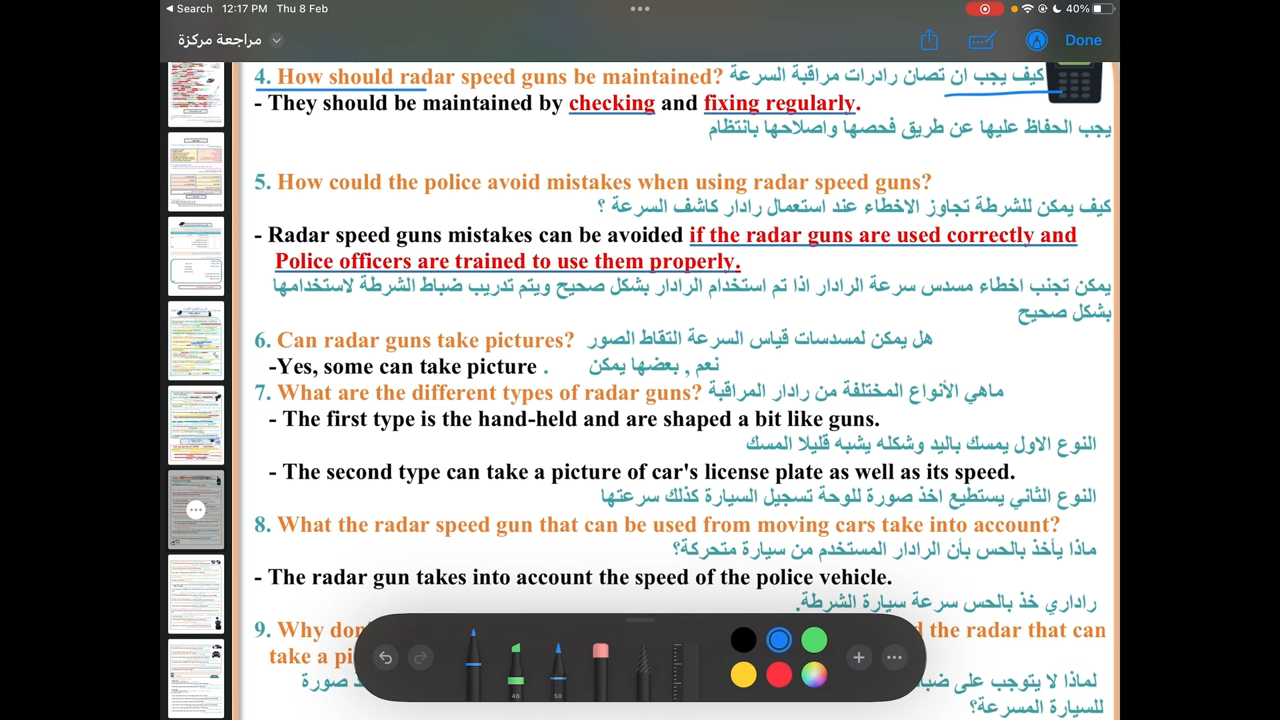 Search 12:17 PM Thu 8 Feb 40%
مراجعة مركزة Done
4. How should radar speed guns be maintained? كيف يجب ان تصان رادرات مراقبة السرعة
- They should be maintained by checking and fixing regularly.
يجب الحفاظ عليها عن طريق فحصها واصلاحها بانتظام
5. How could the police avoid mistakes when using radar speed guns?
كيف يمكن للشرطة تجاوز الاخطاء عند استعمال رادار كاشف السرعة ؟
- Radar speed guns mistakes can be avoided if the radar guns are used correctly and
Police officers are trained to use them properly.
يمكن تجنب اخطاء مسدس سرعة الرادار اذا تم استخدام الرادار بشكل صحيح ويتم تدريب ضباط الشرطة لاستخدامها
بشكل صحيح
6. Can radar guns take pictures? هل يمكن لمسدسات قياس السرعة التقاط الصور
-Yes, some can take picture . نعم , بعضها يمكن
7. What are the different types of radar guns? ماهي الأنواع المختلفة من رادار المراقبة
- The first type is the hand-held and are shaped a bit like guns.
النوع الاول يمسك باليد وشكله يشبه قليلا المسك
- The second type can take a picture of car's license plate as well as its speed.
النوع الثاني يستطيع اخذ صورة للوحة تسجيل السيارة كذلك سرعتها
8. What the radar speed gun that can be used from moving cars take into account?
ماذا يأخذ بالحس بأن الرادار المستخدم من سيارة متحركة؟
- The radar gun takes into account the speed of the police vehic.
راداري خذ بالحس سرعة سيارة الشرطة.
9. Why do the radar that can
take a pi
لماذا لا يتوجب على ضبا صورة
للسيارة المسرعة؟